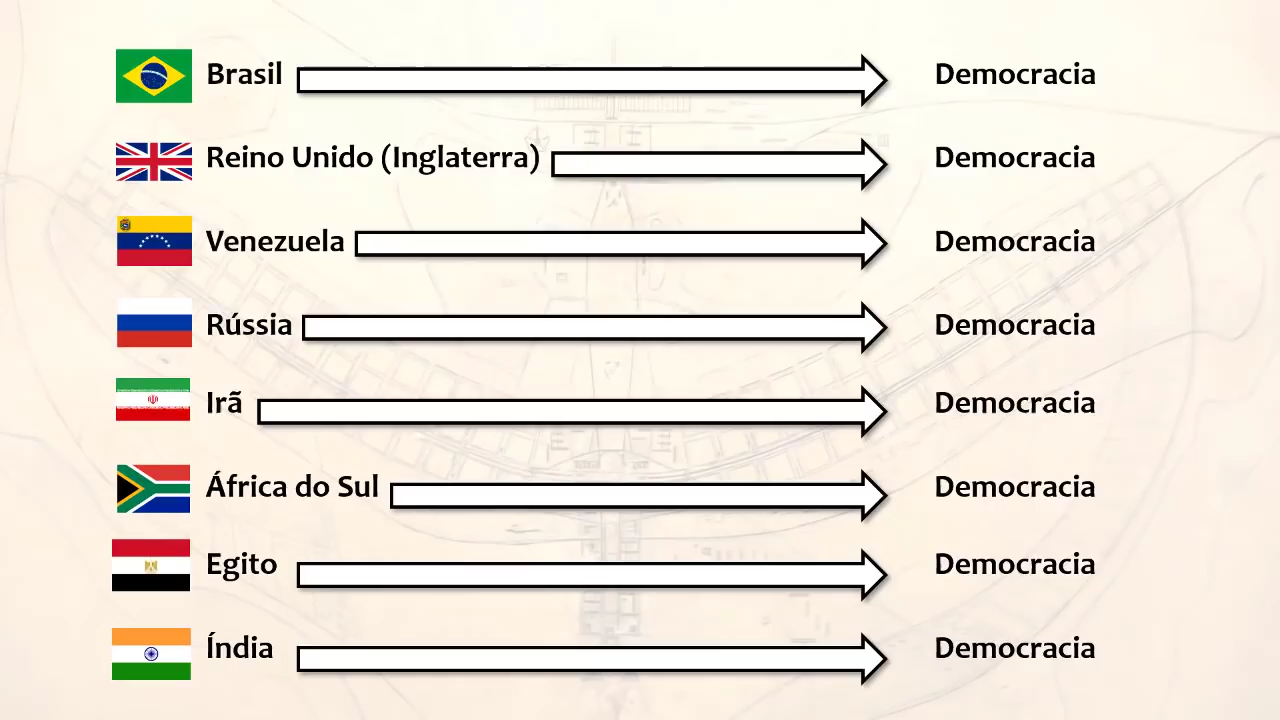 Brasil Democracia
Reino Unido (Inglaterra) Democracia
Venezuela Democracia
Rússia Democracia
Irã Democracia
África do Sul Democracia
Egito Democracia
Índia Democracia